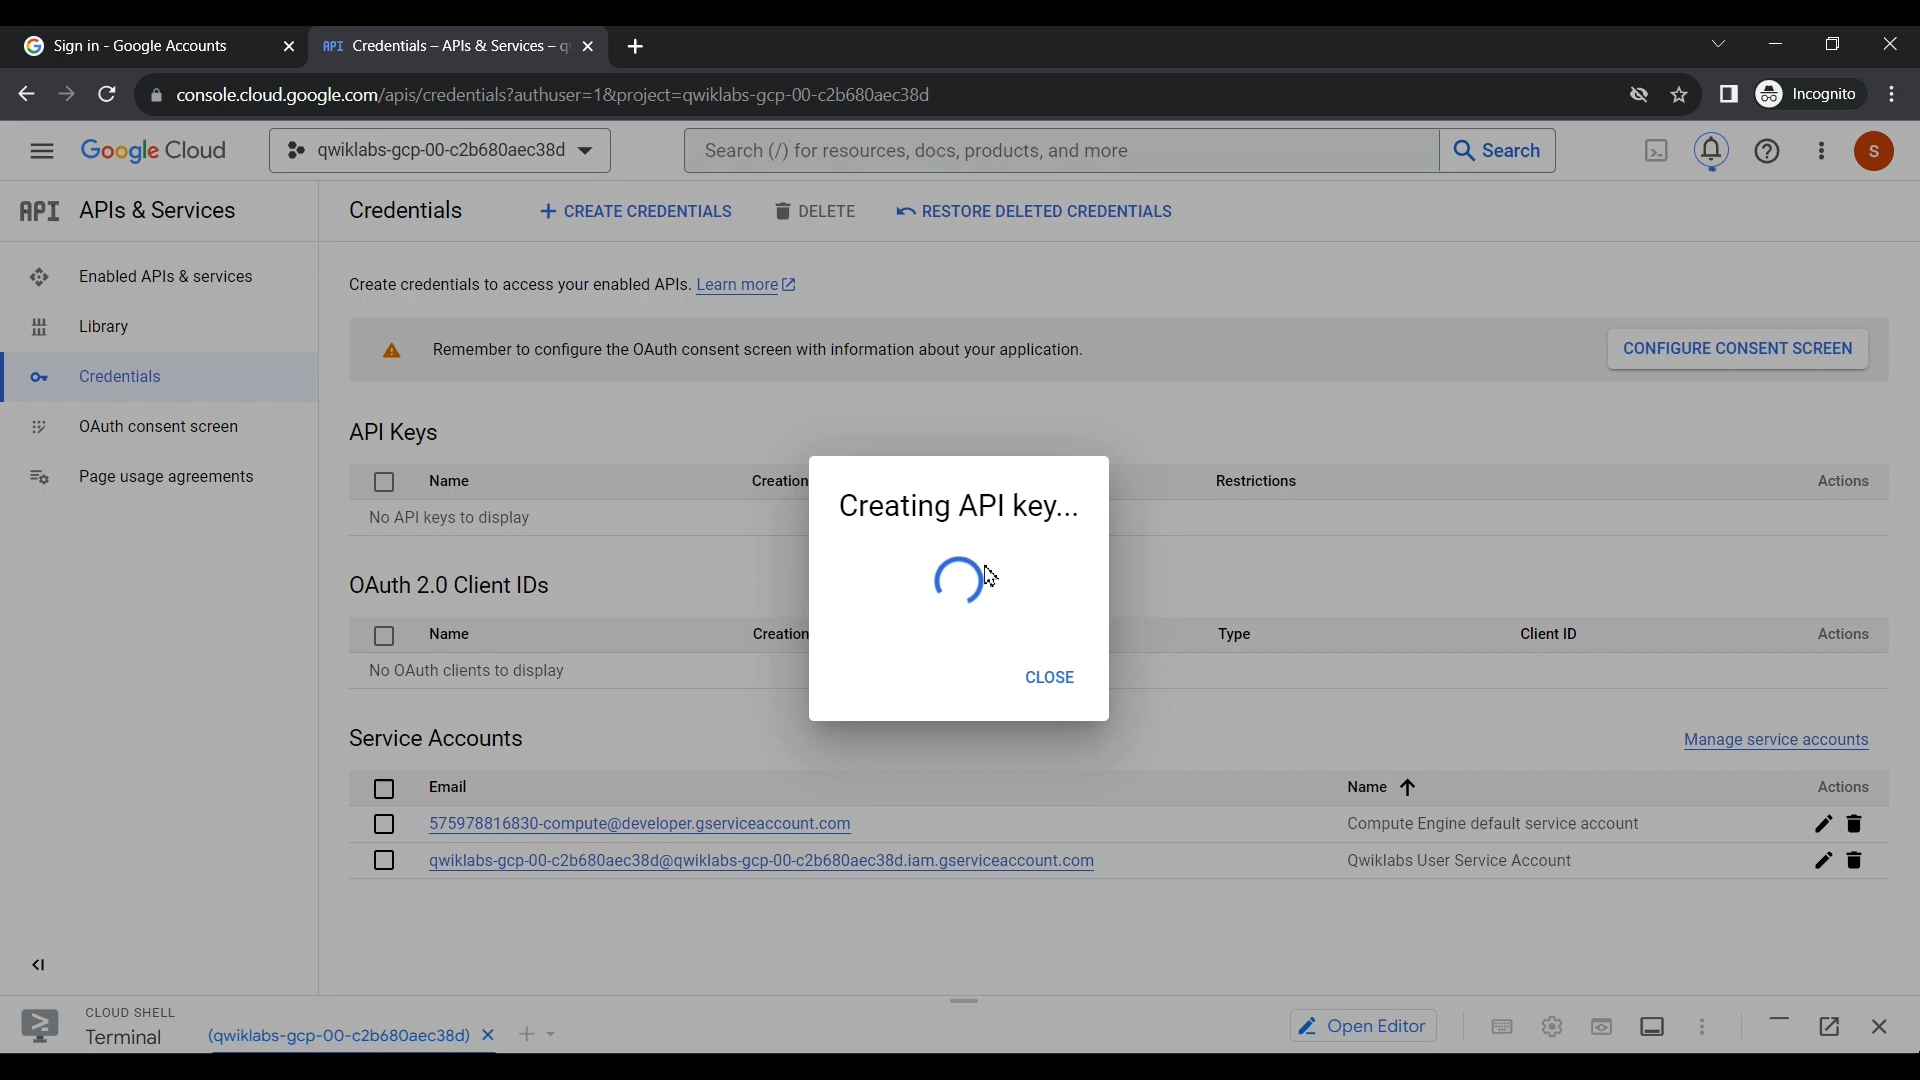 Sign in - Google Accounts
API Credentials – APIs & Services – q
console.cloud.google.com/apis/credentials?authuser=1&project=qwiklabs-gcp-00-c2b680aec38d
Incognito
Google Cloud
qwiklabs-gcp-00-c2b680aec38d
Search (/) for resources, docs, products, and more
Search
S
API APIs & Services
Credentials
CREATE CREDENTIALS
DELETE
RESTORE DELETED CREDENTIALS
Enabled APIs & services
Library
Credentials
OAuth consent screen
Page usage agreements
Create credentials to access your enabled APIs. Learn more
Remember to configure the OAuth consent screen with information about your application.
CONFIGURE CONSENT SCREEN
API Keys
Name Creation Restrictions Actions
No API keys to display
Creating API key...
CLOSE
OAuth 2.0 Client IDs
Name Creation Type Client ID Actions
No OAuth clients to display
Service Accounts
Manage service accounts
Email Name Actions
575978816830-compute@developer.gserviceaccount.com Compute Engine default service account
qwiklabs-gcp-00-c2b680aec38d@qwiklabs-gcp-00-c2b680aec38d.iam.gserviceaccount.com Qwiklabs User Service Account
CLOUD SHELL
Terminal
(qwiklabs-gcp-00-c2b680aec38d)
Open Editor